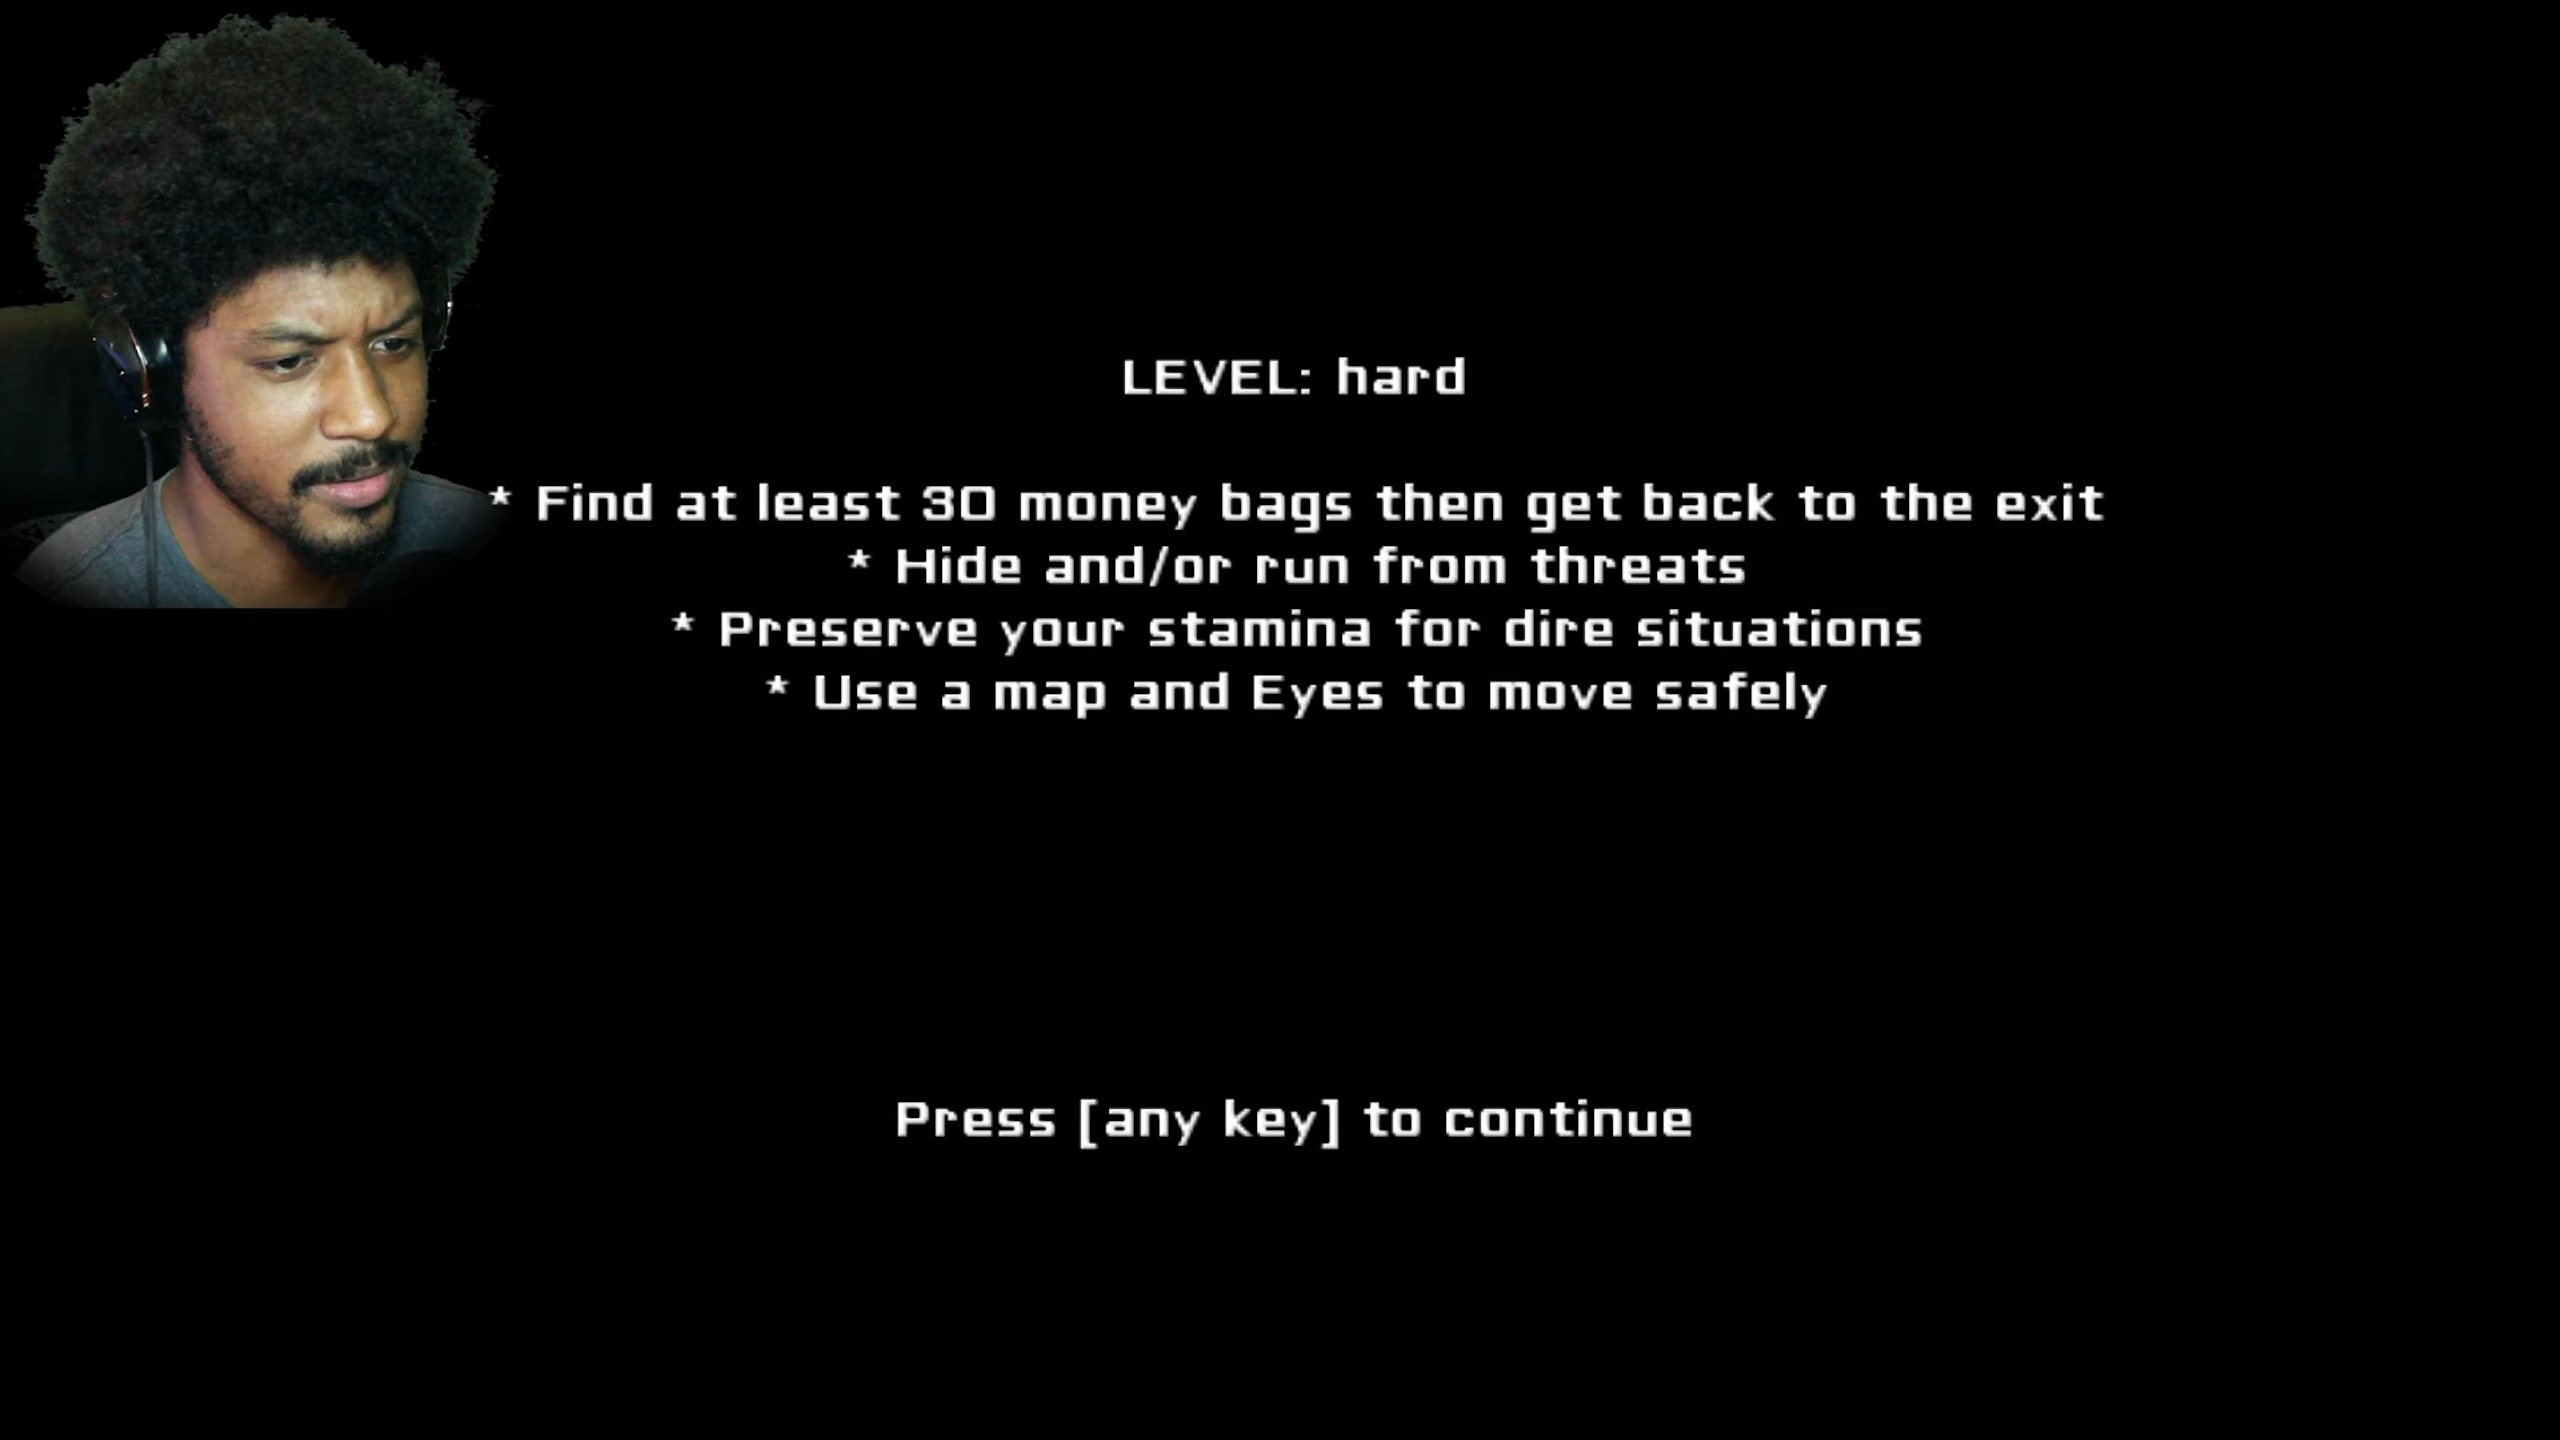 LEVEL: hard
* Find at least 30 money bags then get back to the exit
* Hide and/or run from threats
* Preserve your stamina for dire situations
* Use a map and Eyes to move safely
Press [any key] to continue